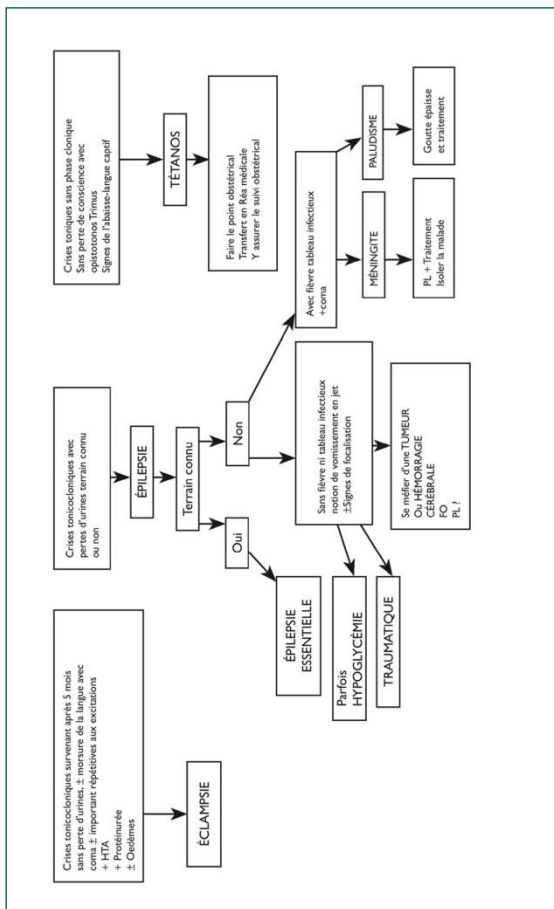 Crises tonicocloniques survenant après 5 mois
sans perte d'urines, ± morsure de la langue avec
coma ± important répétitives aux excitations
+ HTA
+ Protéinurée
± Oedèmes
ÉCLAMPSIE
Crises tonicocloniques avec
pertes d'urines terrain connu
ou non
ÉPILEPSIE
Terrain connu
Oui
Non
ÉPILEPSIE
ESSENTIELLE
Sans fièvre ni tableau infectieux
notion de vomissement en jet
±Signes de focalisation
Parfois
HYPOGLYCÉMIE
TRAUMATIQUE
Se méfier d'une TUMEUR
Ou HÉMORRAGIE
CÉRÉBRALE
FO
PL ?
Avec fièvre tableau infectieux
+coma
MÉNINGITE
PALUDISME
PL + Traitement
Isoler la malade
Goutte épaisse
et traitement
Crises toniques sans phase clonique
Sans perte de conscience avec
opistotonos Trimus
Signes de l'abaisse-langue captif
TÉTANOS
Faire le point obstétrical
Transfert en Réa médicale
Y assurer le suivi obstétrical